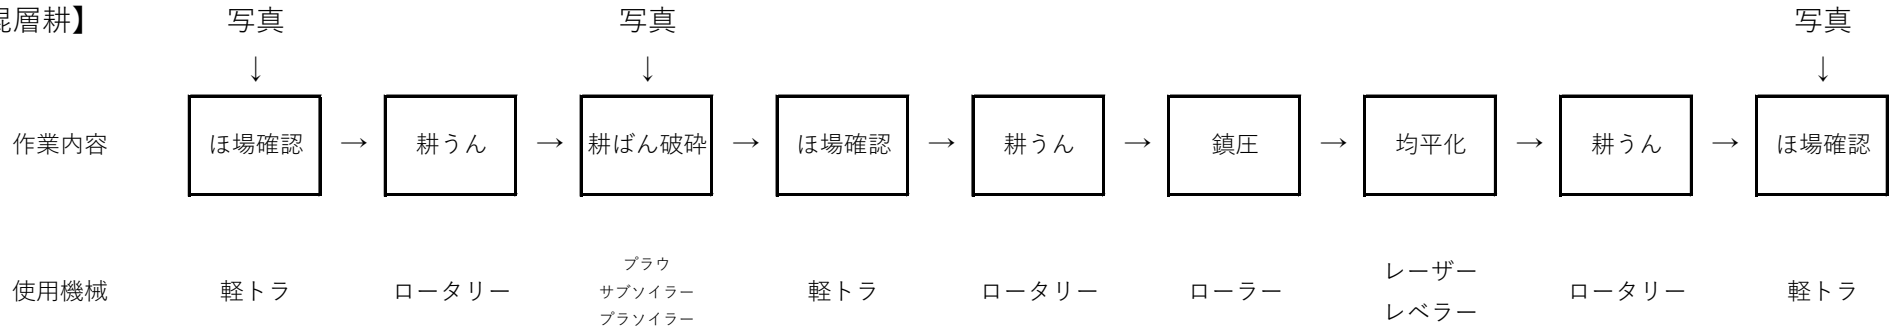 混層耕】 写真 写真 写真
↓ ↓ ↓
作業内容 ほ場確認 → 耕うん → 耕ばん破砕 → ほ場確認 → 耕うん → 鎮圧 → 均平化 → 耕うん → ほ場確認
使用機械 軽トラ ロータリー プラウ サブソイラー プラソイラー 軽トラ ロータリー ローラー レーザー レベラー ロータリー 軽トラ